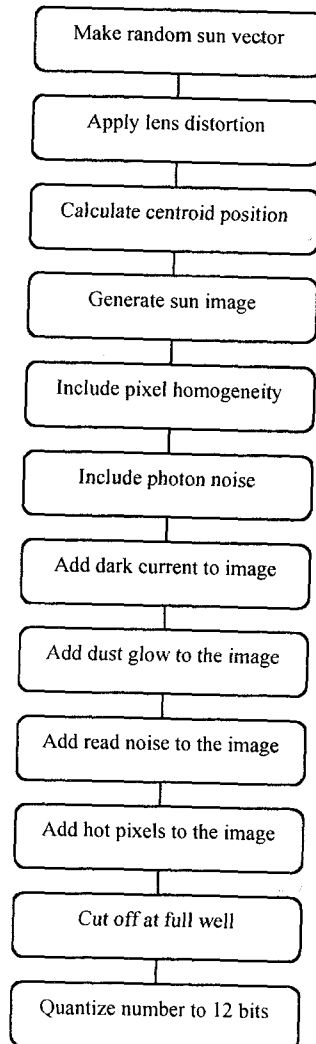 Make random sun vector
Apply lens distortion
Calculate centroid position
Generate sun image
Include pixel homogeneity
Include photon noise
Add dark current to image
Add dust glow to the image
Add read noise to the image
Add hot pixels to the image
Cut off at full well
Quantize number to 12 bits